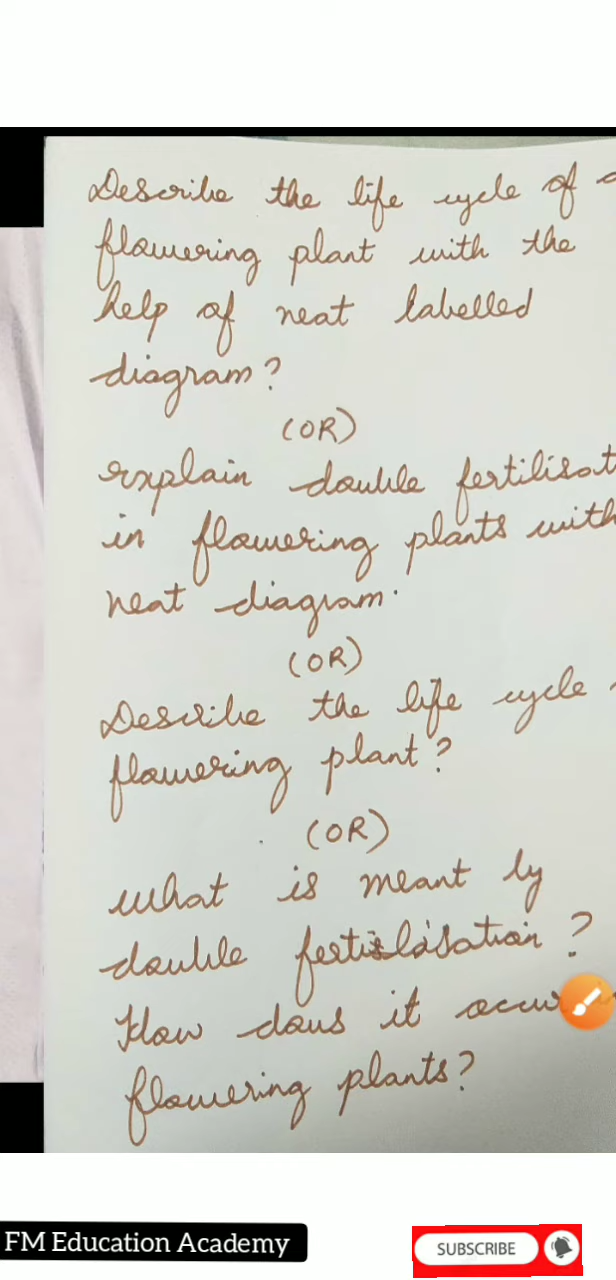 Describe the life cycle of a
flowering plant with the
help of neat labelled
diagram?
(OR)
explain double fertilisat
in flowering plants with
neat diagram.
(OR)
Describe the life cycle
flowering plant?
(OR)
what is meant by
double fertilisation?
How does it occur
flowering plants?
FM Education Academy
SUBSCRIBE